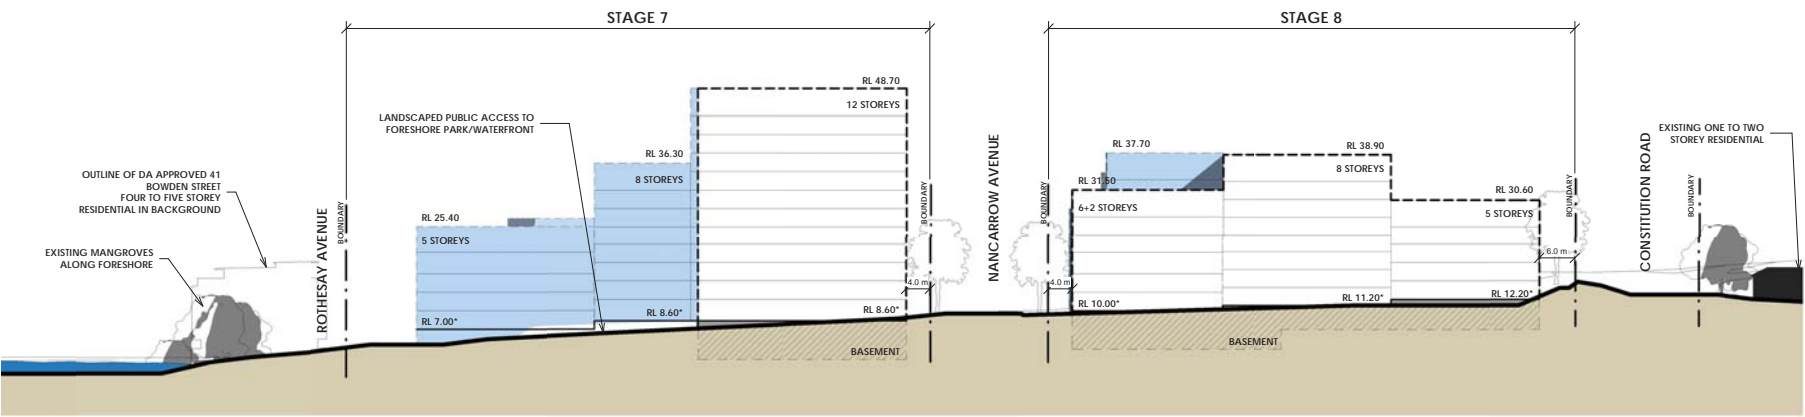 STAGE 7
STAGE 8
RL 48.70
12 STOREYS
LANDSCAPED PUBLIC ACCESS TO
FORESHORE PARK/WATERFRONT
RL 36.30
8 STOREYS
RL 25.40
5 STOREYS
OUTLINE OF DA APPROVED 41
BOWDEN STREET
FOUR TO FIVE STOREY
RESIDENTIAL IN BACKGROUND
EXISTING MANGROVES
ALONG FORESHORE
ROTHESAY AVENUE
BOUNDARY
RL 7.00*
RL 8.60*
RL 8.60*
4.0 m
BOUNDARY
BASEMENT
NANCARROW AVENUE
BOUNDARY
4.0 m
RL 37.70
RL 31.50
6+2 STOREYS
RL 38.90
8 STOREYS
RL 30.60
5 STOREYS
RL 10.00*
RL 11.20*
RL 12.20*
6.0 m
BASEMENT
BOUNDARY
CONSTITUTION ROAD
BOUNDARY
EXISTING ONE TO TWO
STOREY RESIDENTIAL